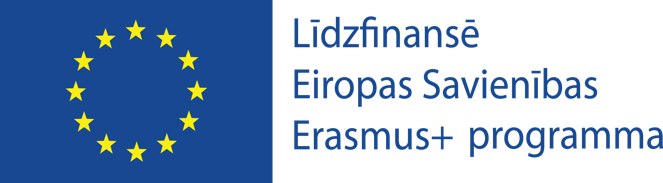 Līdzfinansē
Eiropas Savienības
Erasmus+ programma